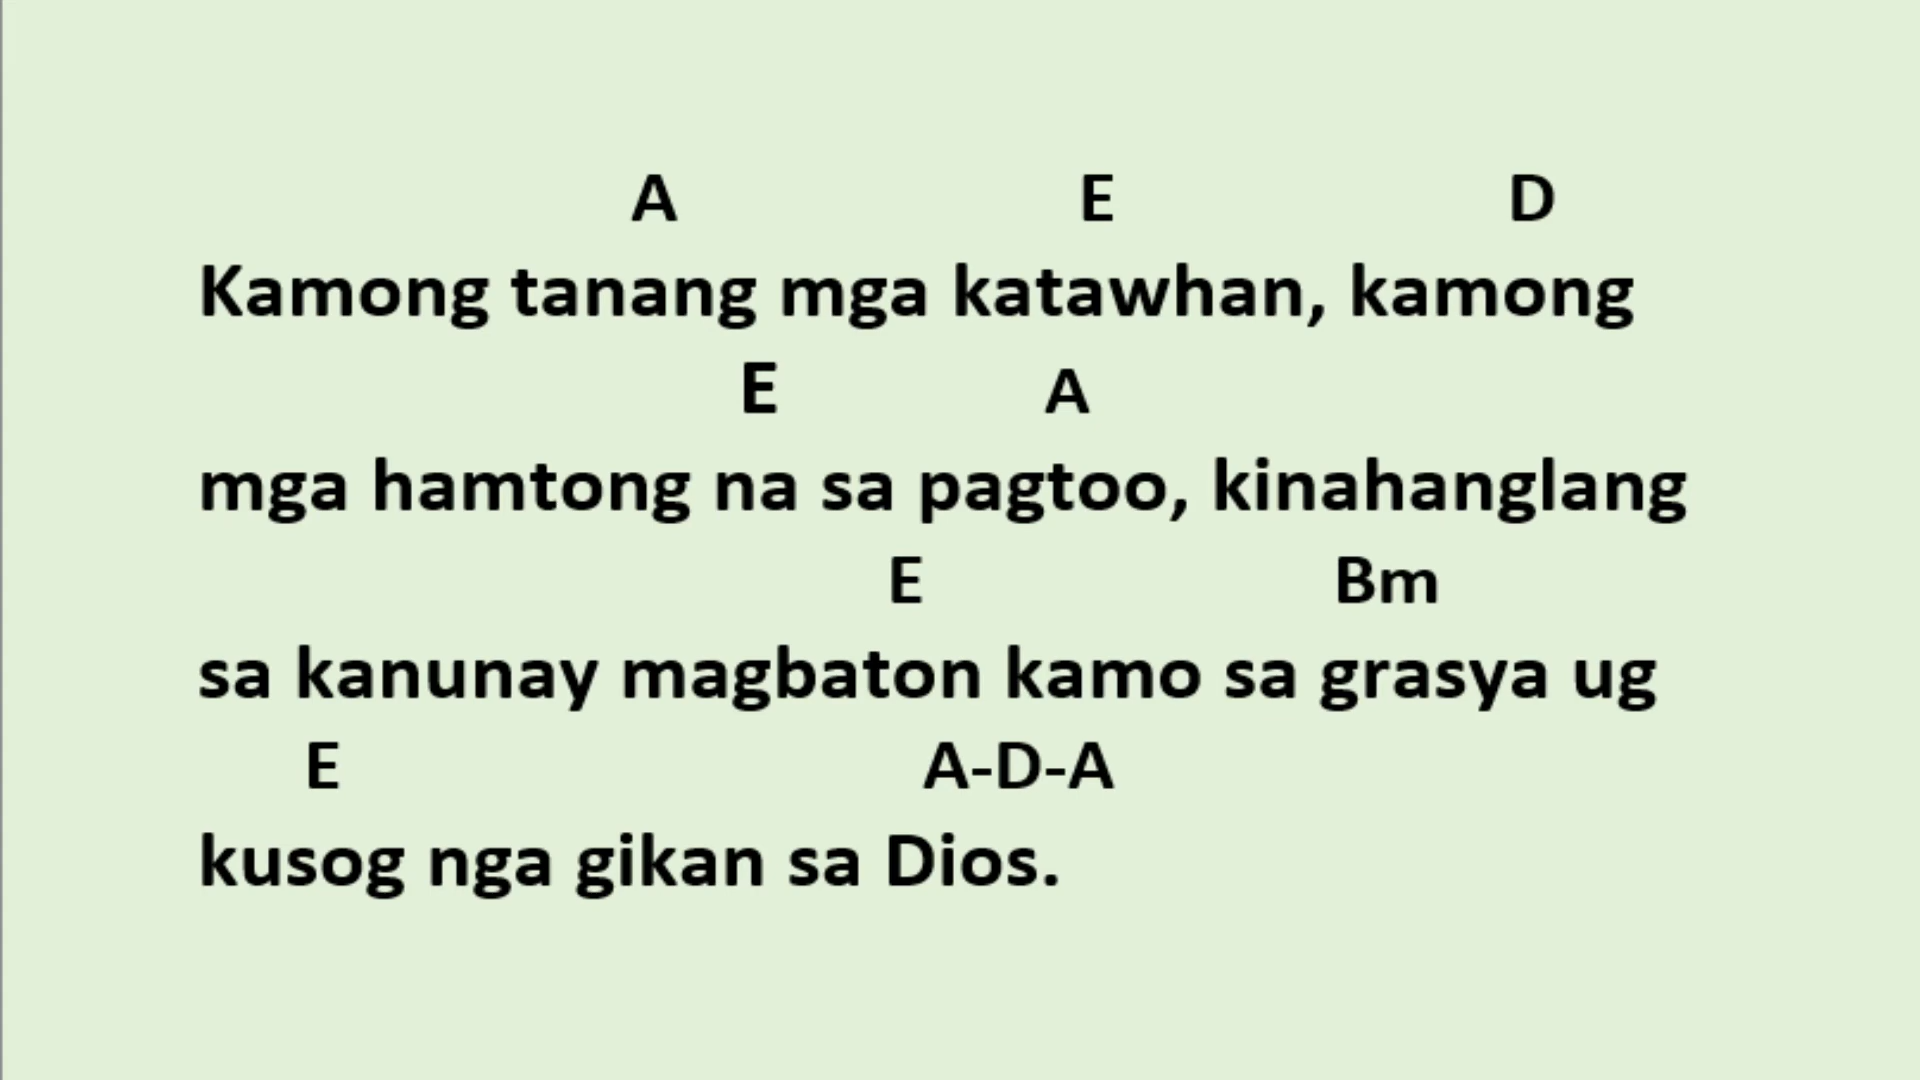 A E D
Kamong tanang mga katawhan, kamong
E A
mga hamtong na sa pagtoo, kinahanglang
E Bm
sa kanunay magbaton kamo sa grasya ug
E A-D-A
kusog nga gikan sa Dios.